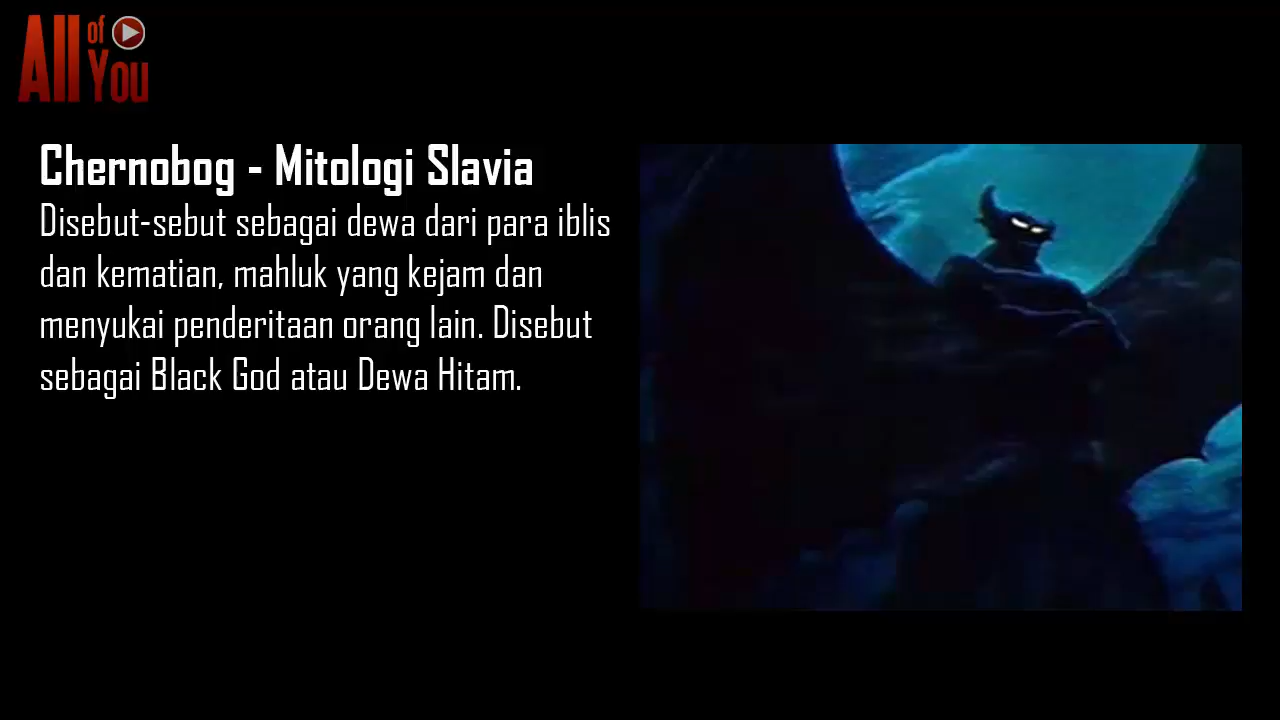 All of You
Chernobog - Mitologi Slavia
Disebut-sebut sebagai dewa dari para iblis
dan kematian, mahluk yang kejam dan
menyukai penderitaan orang lain. Disebut
sebagai Black God atau Dewa Hitam.